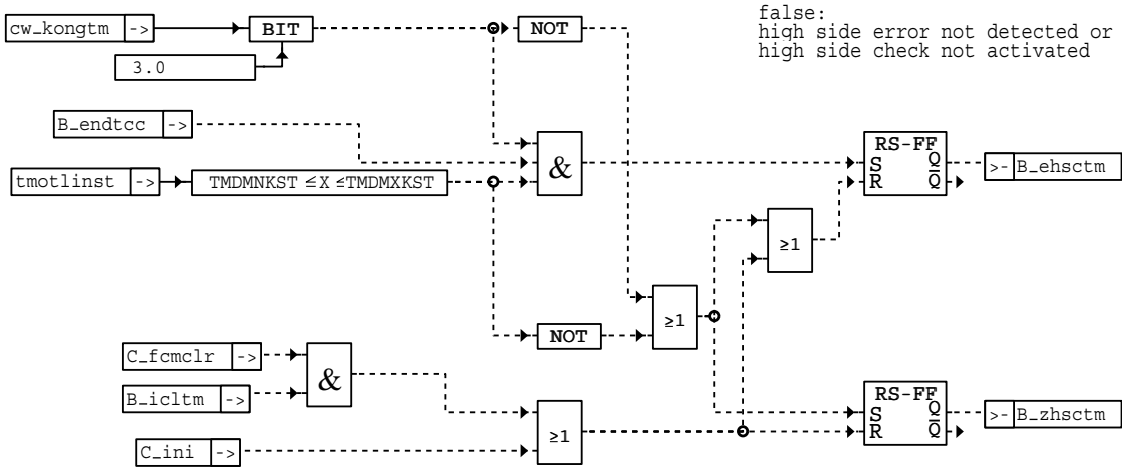 false:
high side error not detected or
high side check not activated
cw_kongtm ->
BIT
NOT
3.0
B_endtcc ->
&
RS-FF
S Q
R Q̅
>- B_ehsctm
tmotlinst ->
TMDMNKST ≤X ≤TMDMXKST
≥1
≥1
NOT
C_fcmclr ->
&
B_icltm ->
RS-FF
S Q
R Q̅
>- B_zhsctm
≥1
C_ini ->